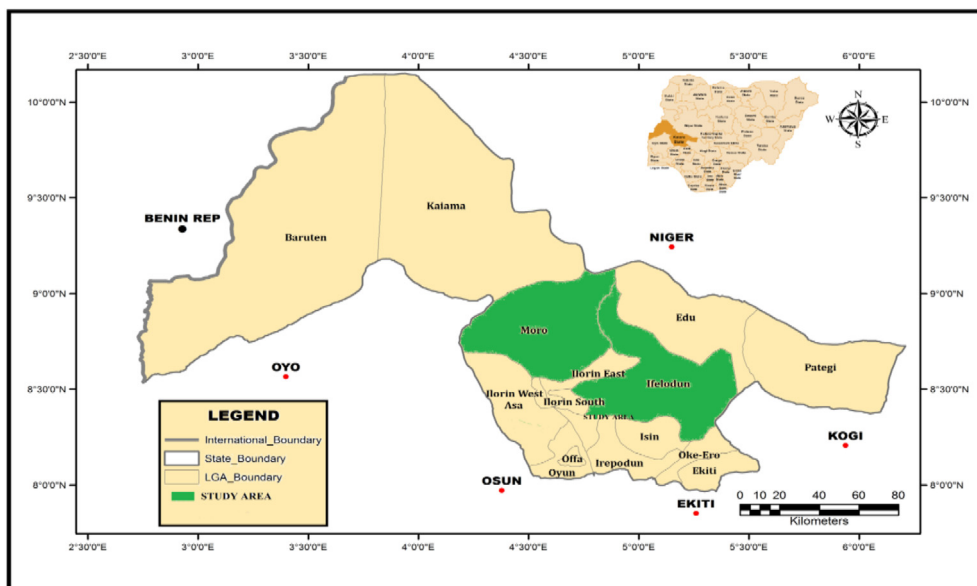 2°30'0"E 3°0'0"E 3°30'0"E 4°0'0"E 4°30'0"E 5°0'0"E 5°30'0"E 6°0'0"E
10°0'0"N 10°0'0"N
N
W E
S
9°30'0"N 9°30'0"N
Kaiama
BENIN REP
Baruten
NIGER
9°0'0"N 9°0'0"N
Edu
Moro
OYO
Ilorin East
Pategi
Ifelodun
8°30'0"N 8°30'0"N
Ilorin West
Asa
Ilorin South
STUDY AREA
Isin
KOGI
Offa
Irepodun
Oke-Ero
Oyun
Ekiti
8°0'0"N 8°0'0"N
OSUN
EKITI
LEGEND
International_Boundary
State_Boundary
LGA_Boundary
STUDY AREA
0 10 20 40 60 80
Kilometers
2°30'0"E 3°0'0"E 3°30'0"E 4°0'0"E 4°30'0"E 5°0'0"E 5°30'0"E 6°0'0"E